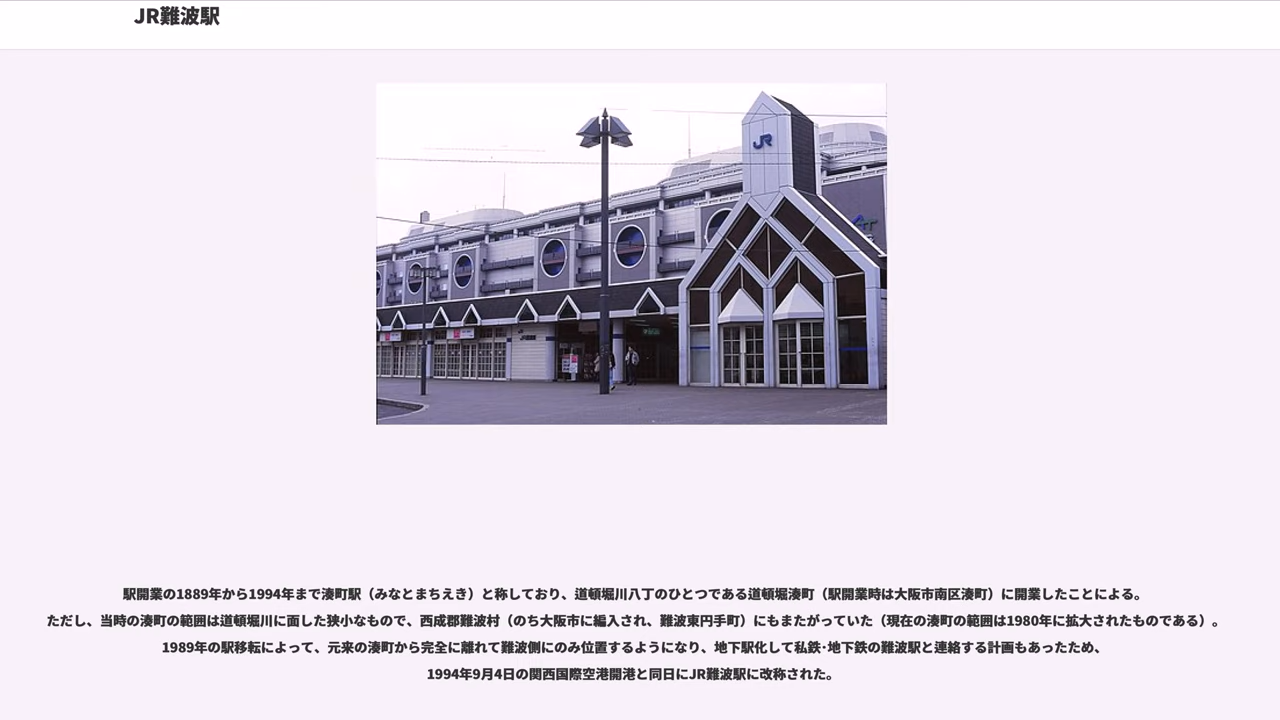 JR難波駅
JR
駅開業の1889年から1994年まで湊町駅（みなとまちえき）と称しており、道頓堀川八丁のひとつである道頓堀湊町（駅開業時は大阪市南区湊町）に開業したことによる。
ただし、当時の湊町の範囲は道頓堀川に面した狭小なもので、西成郡難波村（のち大阪市に編入され、難波東円手町）にもまたがっていた（現在の湊町の範囲は1980年に拡大されたものである）。
1989年の駅移転によって、元来の湊町から完全に離れて難波側にのみ位置するようになり、地下駅化して私鉄･地下鉄の難波駅と連絡する計画もあったため、
1994年9月4日の関西国際空港開港と同日にJR難波駅に改称された。